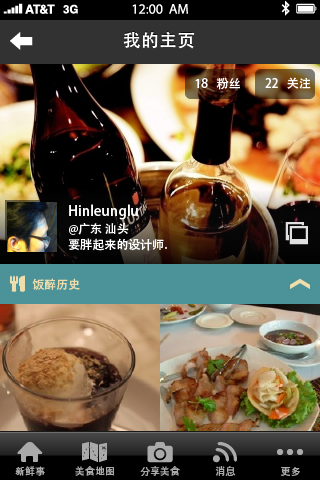 AT&T 3G 12:00 AM
我的主页
18 粉丝 22 关注
Hinleunglu
@广东 汕头
要胖起来的设计师.
饭醉历史
新鲜事 美食地图 分享美食 消息 更多